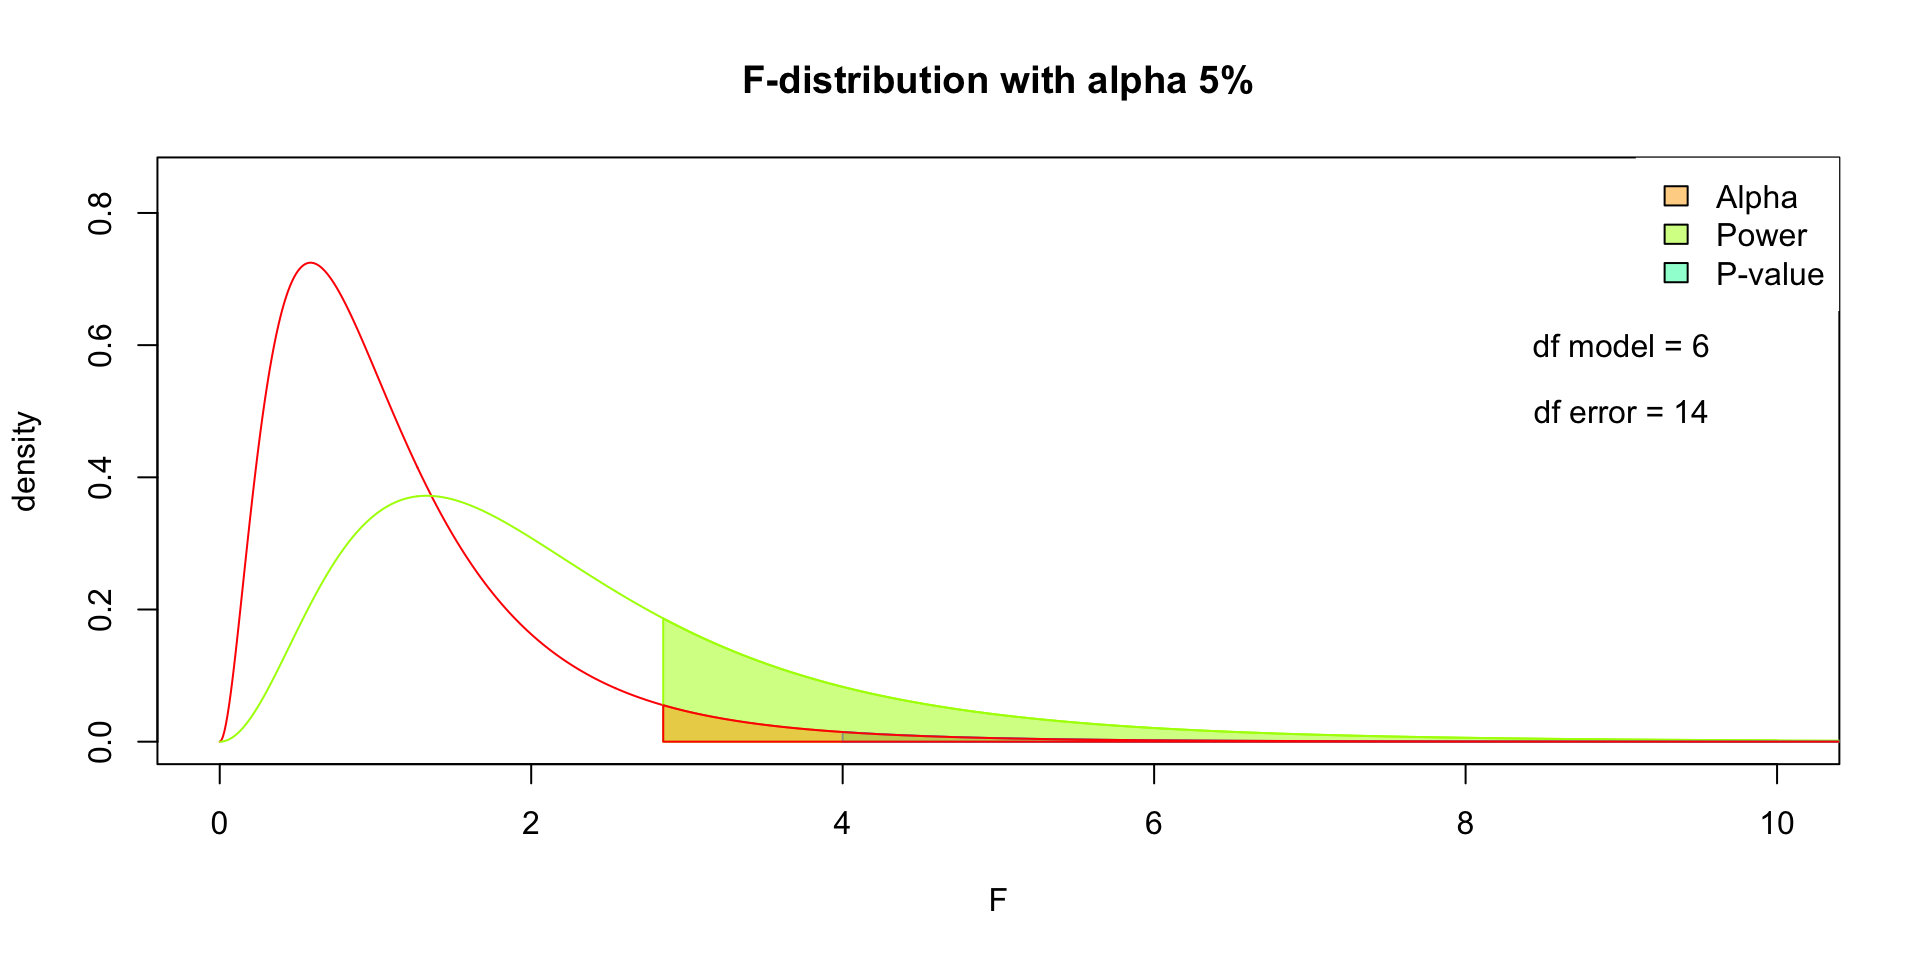 F-distribution with alpha 5%
Alpha
Power
P-value
df model = 6
df error = 14
density
0.8
0.6
0.4
0.2
0.0
0 2 4 6 8 10
F